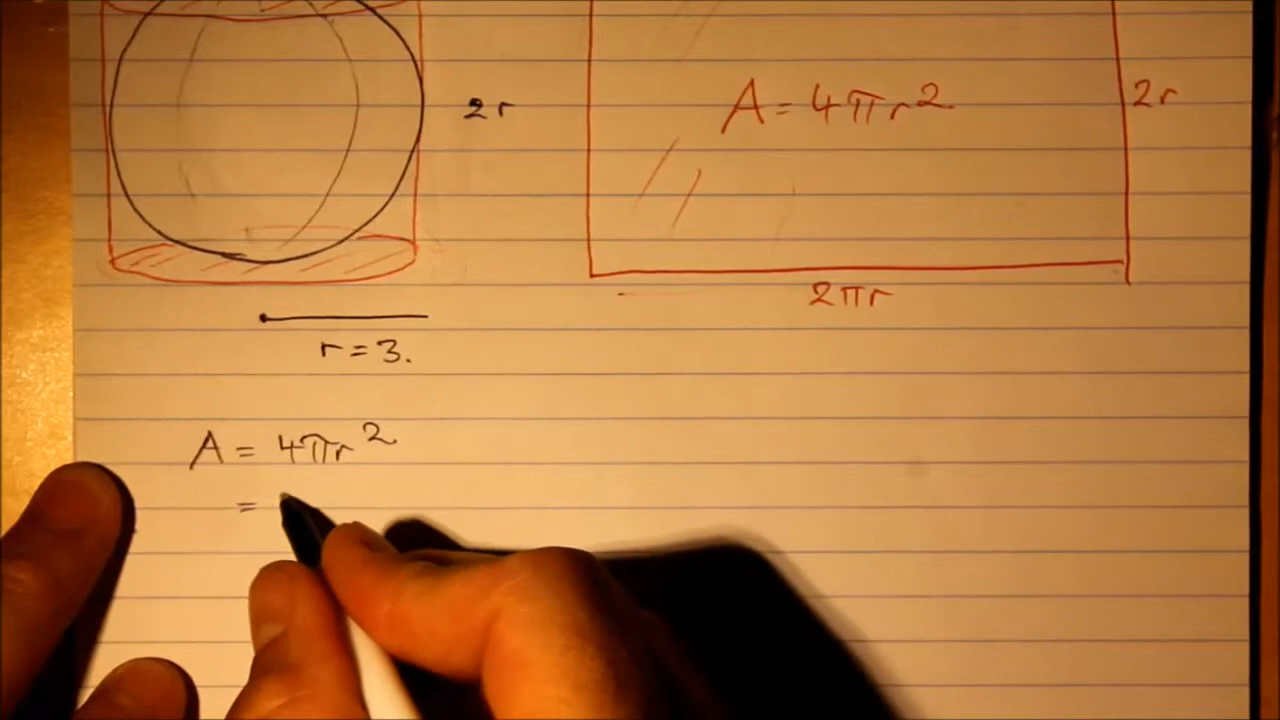 2r
A = 4πr²
2r
2πr
r = 3.
A = 4πr²
=